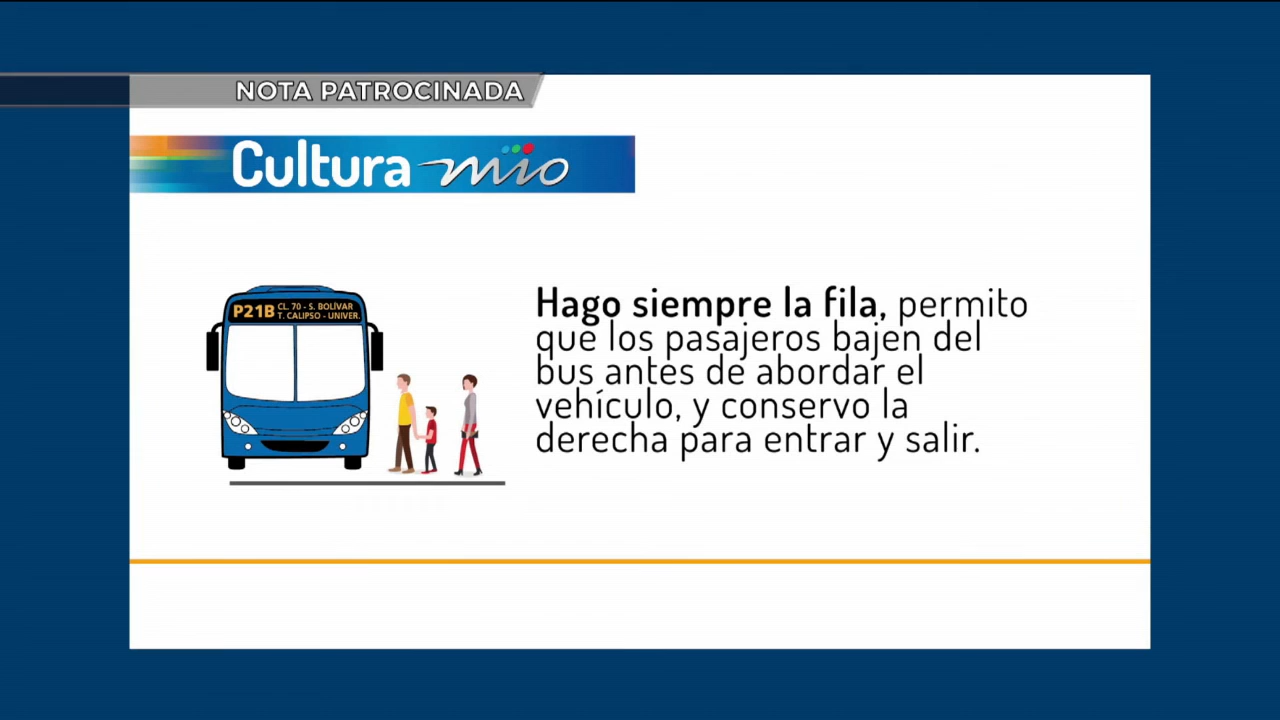 NOTA PATROCINADA
Cultura mio
P21B CL. 70 - S. BOLÍVAR
T. CALIPSO - UNIVER.
Hago siempre la fila, permito
que los pasajeros bajen del
bus antes de abordar el
vehículo, y conservo la
derecha para entrar y salir.